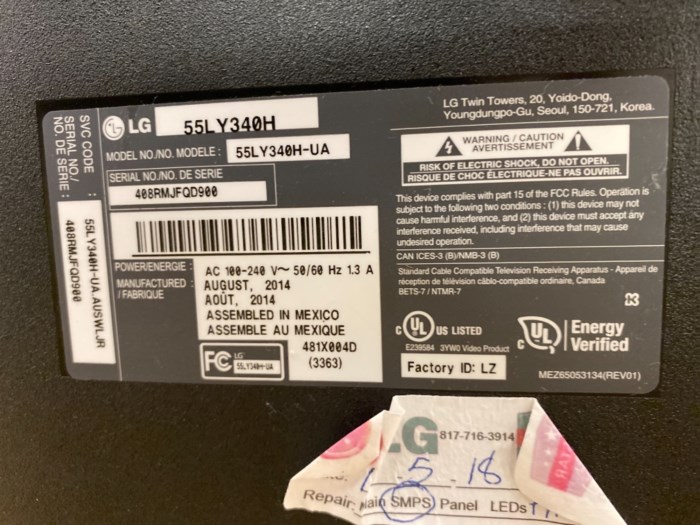 LG 55LY340H
MODEL NO./NO. MODELE : 55LY340H-UA
SERIAL NO./NO. DE SERIE
408RMJFQD900
SVC CODE : 55LY340H-UA.AUSWLJR
SERIAL NO/ : 408RMJFQD900
NO. DE SERIE
POWER/ENERGIE : AC 100-240 V~ 50/60 Hz 1.3 A
MANUFACTURED : AUGUST, 2014
/ FABRIQUE AOÛT, 2014
ASSEMBLED IN MEXICO
ASSEMBLE AU MEXIQUE
FC LG 55LY340H-UA
481X004D
(3363)
LG Twin Towers, 20, Yoido-Dong,
Youngdungpo-Gu, Seoul, 150-721, Korea.
WARNING / CAUTION
AVERTISSEMENT
RISK OF ELECTRIC SHOCK, DO NOT OPEN.
RISQUE DE CHOC ÉLECTRIQUE-NE PAS OUVRIR.
This device complies with part 15 of the FCC Rules. Operation is
subject to the following two conditions : (1) this device may not
cause harmful interference, and (2) this device must accept any
interference received, including interference that may cause
undesired operation.
CAN ICES-3 (B)/NMB-3 (B)
Standard Cable Compatible Television Receiving Apparatus - Appareil de
réception de télévision câblo-compatible ordinaire, Canada
BETS-7 / NTMR-7
C UL US LISTED
E239584 3YW0 Video Product
Factory ID: LZ
C UL Energy
Verified
MEZ65053134(REV01)
LG 817-716-3914
5 . 18
Repair: Main SMPS Panel LEDs